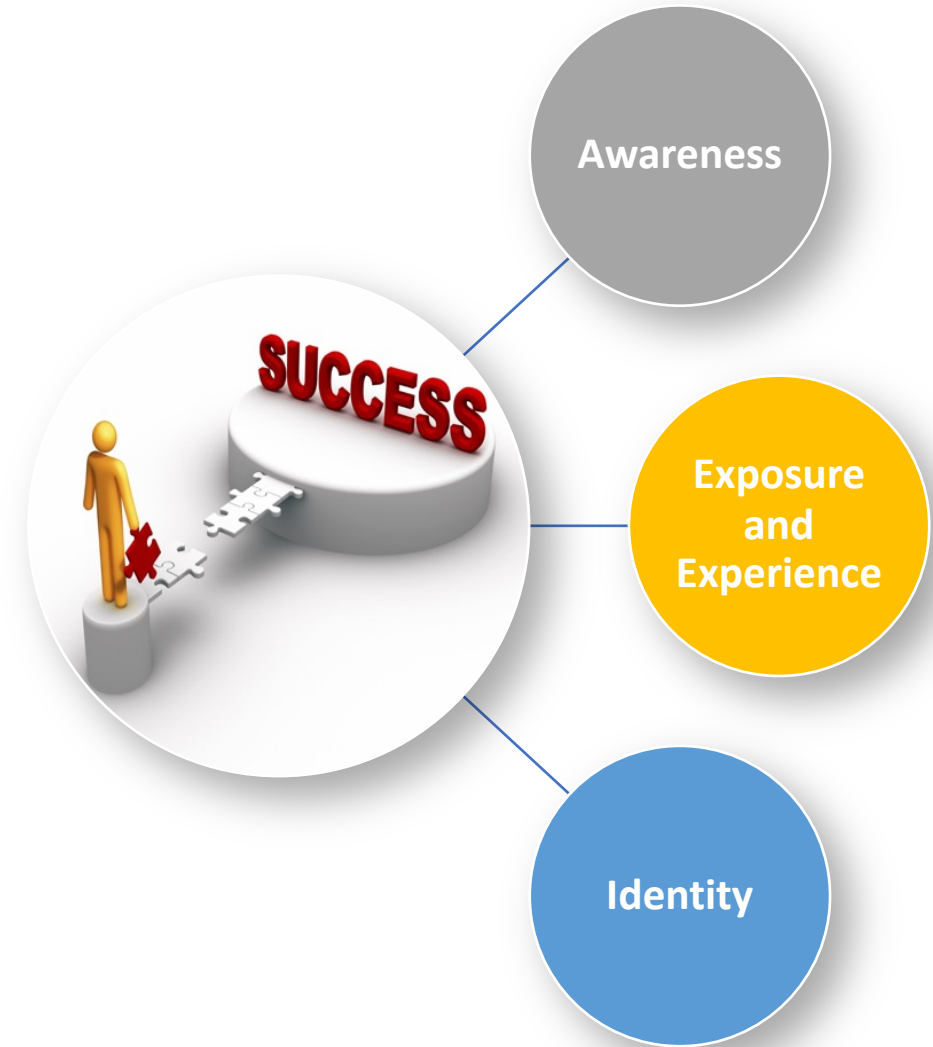 Awareness
SUCCESS
Exposure
and
Experience
Identity